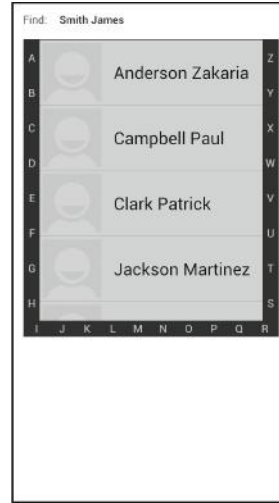 Find: Smith James
A
B
C
D
E
F
G
H
Anderson Zakaria
Campbell Paul
Clark Patrick
Jackson Martinez
Z
Y
X
W
V
U
T
S
I J K L M N O P Q R